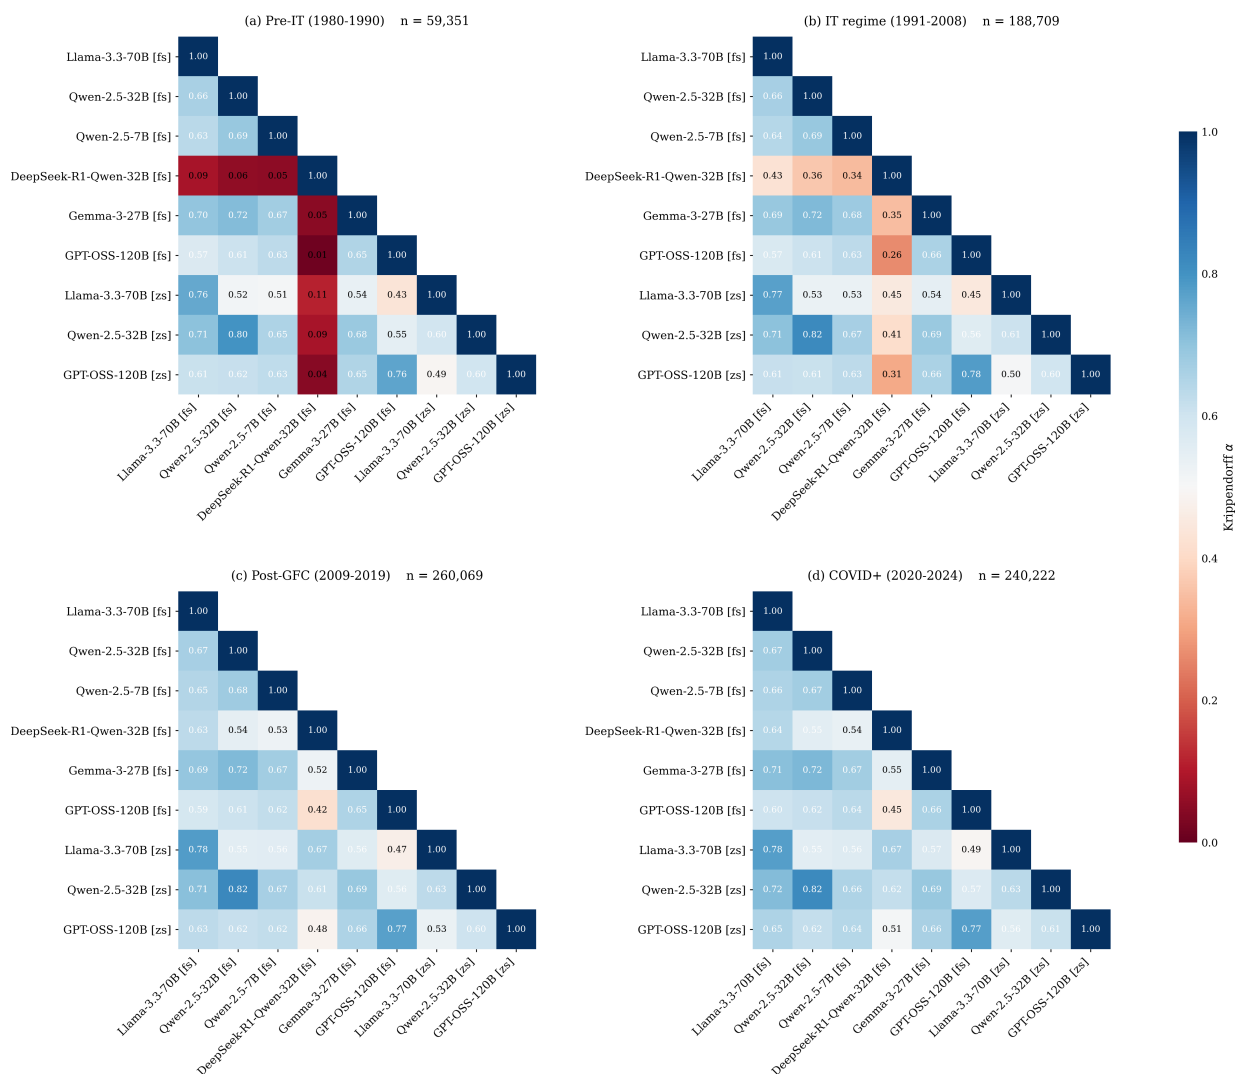 (a) Pre-IT (1980-1990)    n = 59,351
Llama-3.3-70B [fs] 1.00
Qwen-2.5-32B [fs] 0.66 1.00
Qwen-2.5-7B [fs] 0.63 0.69 1.00
DeepSeek-R1-Qwen-32B [fs] 0.09 0.06 0.05 1.00
Gemma-3-27B [fs] 0.70 0.72 0.67 0.05 1.00
GPT-OSS-120B [fs] 0.57 0.61 0.63 0.01 0.65 1.00
Llama-3.3-70B [zs] 0.76 0.52 0.51 0.11 0.54 0.43 1.00
Qwen-2.5-32B [zs] 0.71 0.80 0.65 0.09 0.68 0.55 0.60 1.00
GPT-OSS-120B [zs] 0.61 0.62 0.63 0.04 0.65 0.76 0.49 0.60 1.00
Llama-3.3-70B [fs]
Qwen-2.5-32B [fs]
Qwen-2.5-7B [fs]
DeepSeek-R1-Qwen-32B [fs]
Gemma-3-27B [fs]
GPT-OSS-120B [fs]
Llama-3.3-70B [zs]
Qwen-2.5-32B [zs]
GPT-OSS-120B [zs]
(b) IT regime (1991-2008)    n = 188,709
Llama-3.3-70B [fs] 1.00
Qwen-2.5-32B [fs] 0.66 1.00
Qwen-2.5-7B [fs] 0.64 0.69 1.00
DeepSeek-R1-Qwen-32B [fs] 0.43 0.36 0.34 1.00
Gemma-3-27B [fs] 0.69 0.72 0.68 0.35 1.00
GPT-OSS-120B [fs] 0.57 0.61 0.63 0.26 0.66 1.00
Llama-3.3-70B [zs] 0.77 0.53 0.53 0.45 0.54 0.45 1.00
Qwen-2.5-32B [zs] 0.71 0.82 0.67 0.41 0.69 0.56 0.61 1.00
GPT-OSS-120B [zs] 0.61 0.61 0.63 0.31 0.66 0.78 0.50 0.60 1.00
Llama-3.3-70B [fs]
Qwen-2.5-32B [fs]
Qwen-2.5-7B [fs]
DeepSeek-R1-Qwen-32B [fs]
Gemma-3-27B [fs]
GPT-OSS-120B [fs]
Llama-3.3-70B [zs]
Qwen-2.5-32B [zs]
GPT-OSS-120B [zs]
(c) Post-GFC (2009-2019)    n = 260,069
Llama-3.3-70B [fs] 1.00
Qwen-2.5-32B [fs] 0.67 1.00
Qwen-2.5-7B [fs] 0.65 0.68 1.00
DeepSeek-R1-Qwen-32B [fs] 0.63 0.54 0.53 1.00
Gemma-3-27B [fs] 0.69 0.72 0.67 0.52 1.00
GPT-OSS-120B [fs] 0.59 0.61 0.62 0.42 0.65 1.00
Llama-3.3-70B [zs] 0.78 0.55 0.56 0.67 0.56 0.47 1.00
Qwen-2.5-32B [zs] 0.71 0.82 0.67 0.61 0.69 0.56 0.63 1.00
GPT-OSS-120B [zs] 0.63 0.62 0.62 0.48 0.66 0.77 0.53 0.60 1.00
Llama-3.3-70B [fs]
Qwen-2.5-32B [fs]
Qwen-2.5-7B [fs]
DeepSeek-R1-Qwen-32B [fs]
Gemma-3-27B [fs]
GPT-OSS-120B [fs]
Llama-3.3-70B [zs]
Qwen-2.5-32B [zs]
GPT-OSS-120B [zs]
(d) COVID+ (2020-2024)    n = 240,222
Llama-3.3-70B [fs] 1.00
Qwen-2.5-32B [fs] 0.67 1.00
Qwen-2.5-7B [fs] 0.66 0.67 1.00
DeepSeek-R1-Qwen-32B [fs] 0.64 0.55 0.54 1.00
Gemma-3-27B [fs] 0.71 0.72 0.67 0.55 1.00
GPT-OSS-120B [fs] 0.60 0.62 0.64 0.45 0.66 1.00
Llama-3.3-70B [zs] 0.78 0.55 0.56 0.67 0.57 0.49 1.00
Qwen-2.5-32B [zs] 0.72 0.82 0.66 0.62 0.69 0.57 0.63 1.00
GPT-OSS-120B [zs] 0.65 0.62 0.64 0.51 0.66 0.77 0.56 0.61 1.00
Llama-3.3-70B [fs]
Qwen-2.5-32B [fs]
Qwen-2.5-7B [fs]
DeepSeek-R1-Qwen-32B [fs]
Gemma-3-27B [fs]
GPT-OSS-120B [fs]
Llama-3.3-70B [zs]
Qwen-2.5-32B [zs]
GPT-OSS-120B [zs]
1.0
0.8
0.6
0.4
0.2
0.0
Krippendorff α